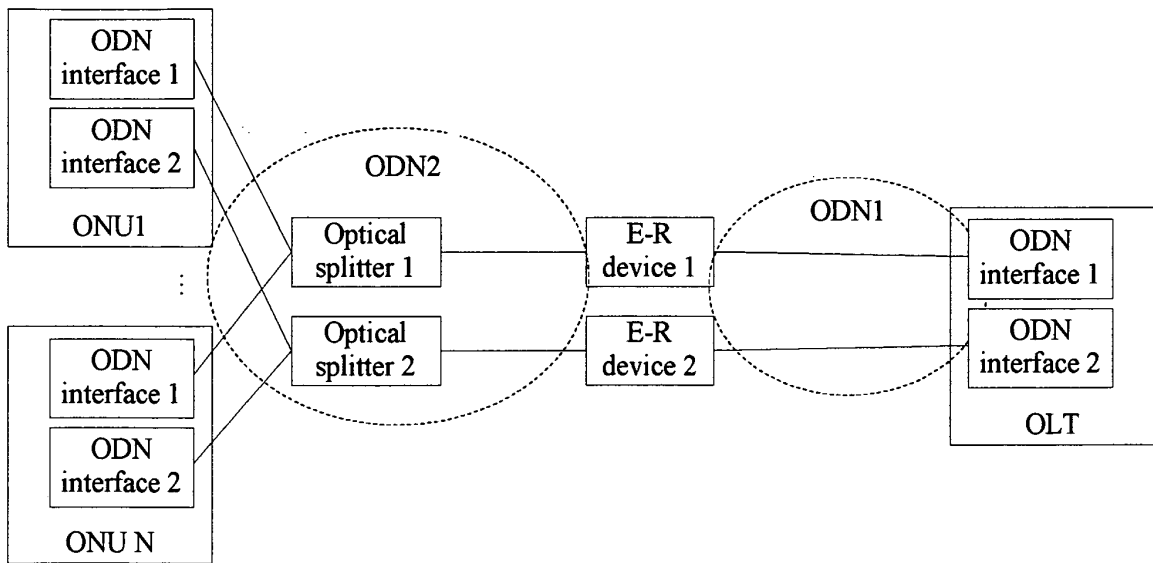 ODN
interface 1
ODN
interface 2
ONU1
ODN2
Optical
splitter 1
Optical
splitter 2
E-R
device 1
E-R
device 2
ODN1
ODN
interface 1
ODN
interface 2
OLT
ODN
interface 1
ODN
interface 2
ONU N